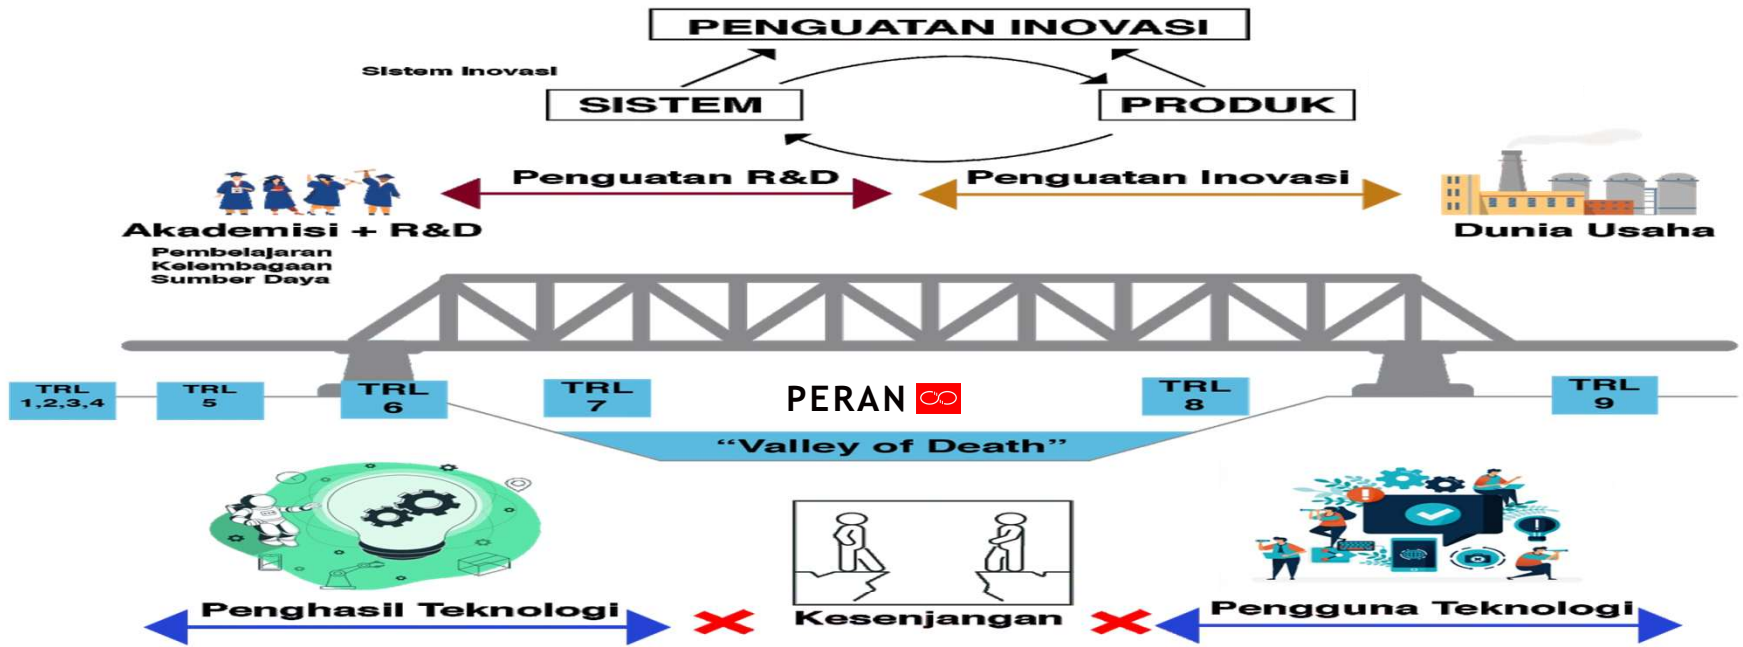 PENGUATAN INOVASI
Sistem Inovasi
SISTEM
PRODUK
Penguatan R&D
Penguatan Inovasi
Akademisi + R&D
Pembelajaran
Kelembagaan
Sumber Daya
Dunia Usaha
TRL
1,2,3,4
TRL
5
TRL
6
TRL
7
PERAN
TRL
8
TRL
9
“Valley of Death”
Penghasil Teknologi
Kesenjangan
Pengguna Teknologi